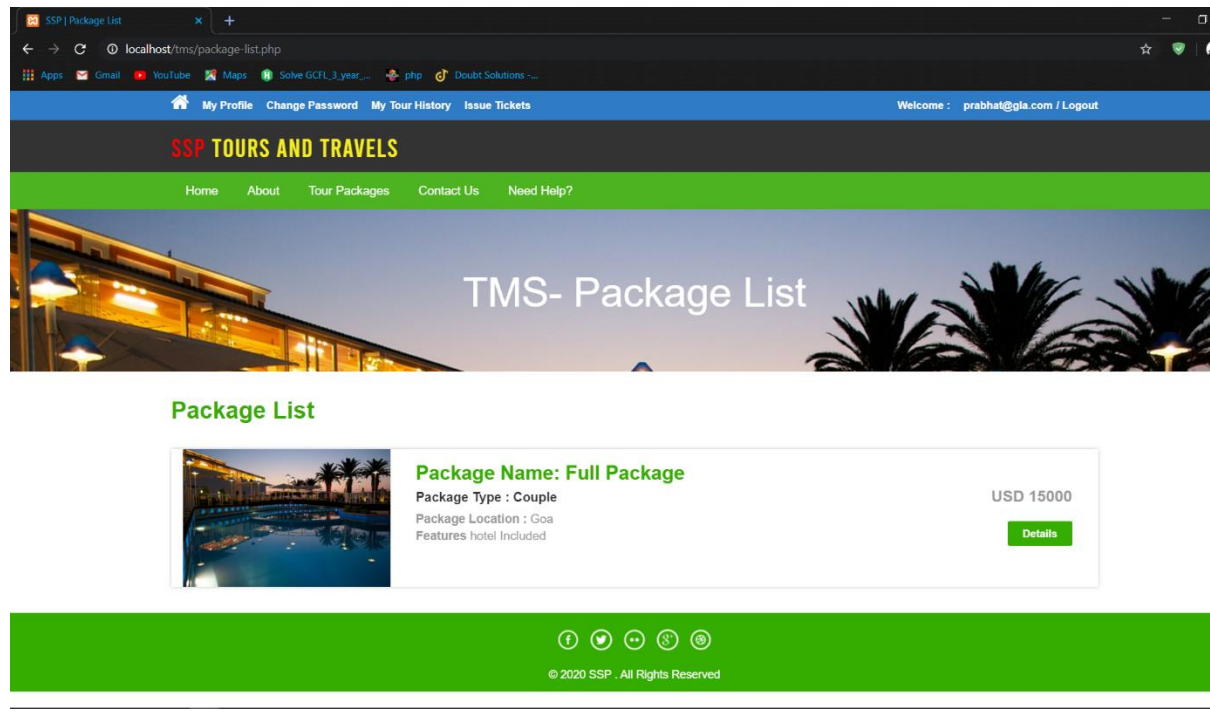 SSP | Package List
localhost/tms/package-list.php
Apps Gmail YouTube Maps Solve GCFL_3_year_... php Doubt Solutions -...
My Profile Change Password My Tour History Issue Tickets Welcome : prabhat@gla.com / Logout
SSP TOURS AND TRAVELS
Home About Tour Packages Contact Us Need Help?
TMS- Package List
Package List
Package Name: Full Package
Package Type : Couple
USD 15000
Package Location : Goa
Features hotel Included
Details
© 2020 SSP . All Rights Reserved